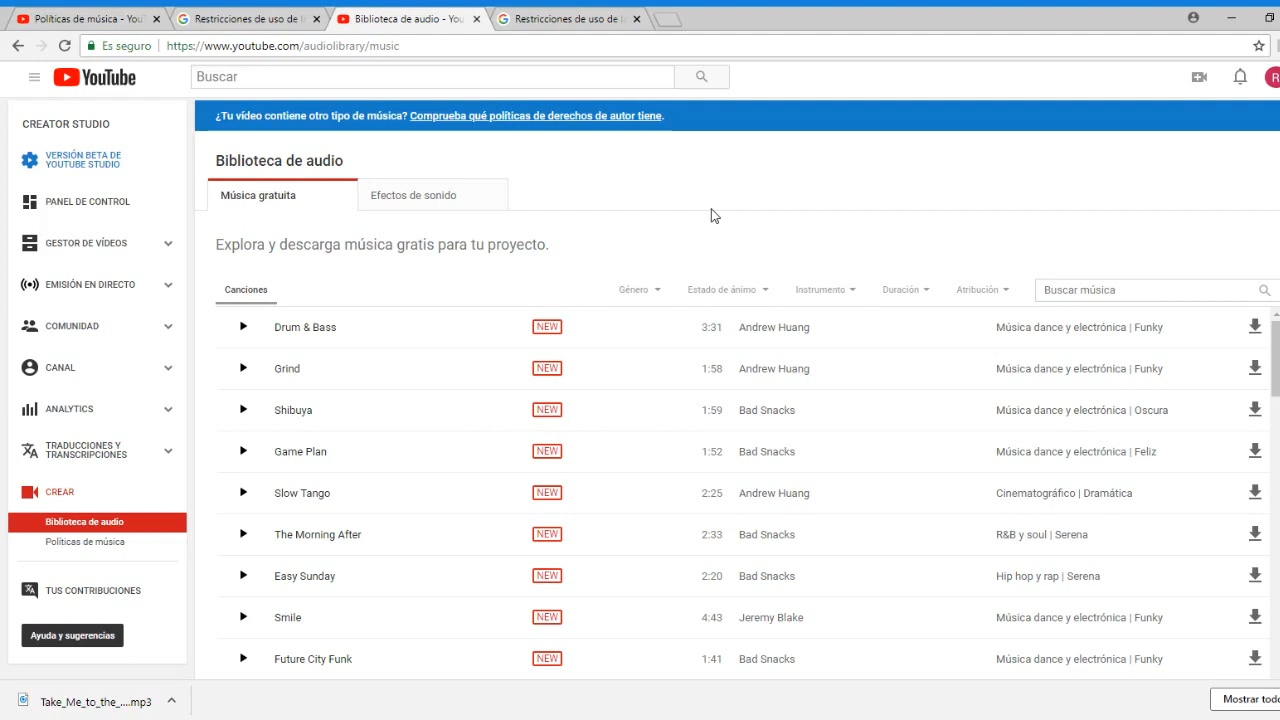 Políticas de música - YouT
Restricciones de uso de l
Biblioteca de audio - You
Restricciones de uso de l
Es seguro
https://www.youtube.com/audiolibrary/music
YouTube
Buscar
R
¿Tu vídeo contiene otro tipo de música? Comprueba qué políticas de derechos de autor tiene.
CREATOR STUDIO
VERSIÓN BETA DE
YOUTUBE STUDIO
PANEL DE CONTROL
GESTOR DE VÍDEOS
EMISIÓN EN DIRECTO
COMUNIDAD
CANAL
ANALYTICS
TRADUCCIONES Y
TRANSCRIPCIONES
CREAR
Biblioteca de audio
Políticas de música
TUS CONTRIBUCIONES
Ayuda y sugerencias
Biblioteca de audio
Música gratuita
Efectos de sonido
Explora y descarga música gratis para tu proyecto.
Canciones Género Estado de ánimo Instrumento Duración Atribución Buscar música
Drum & Bass NEW 3:31 Andrew Huang Música dance y electrónica | Funky
Grind NEW 1:58 Andrew Huang Música dance y electrónica | Funky
Shibuya NEW 1:59 Bad Snacks Música dance y electrónica | Oscura
Game Plan NEW 1:52 Bad Snacks Música dance y electrónica | Feliz
Slow Tango NEW 2:25 Andrew Huang Cinematográfico | Dramática
The Morning After NEW 2:33 Bad Snacks R&B y soul | Serena
Easy Sunday NEW 2:20 Bad Snacks Hip hop y rap | Serena
Smile NEW 4:43 Jeremy Blake Música dance y electrónica | Funky
Future City Funk NEW 1:41 Bad Snacks Música dance y electrónica | Funky
Take_Me_to_the_....mp3
Mostrar todo